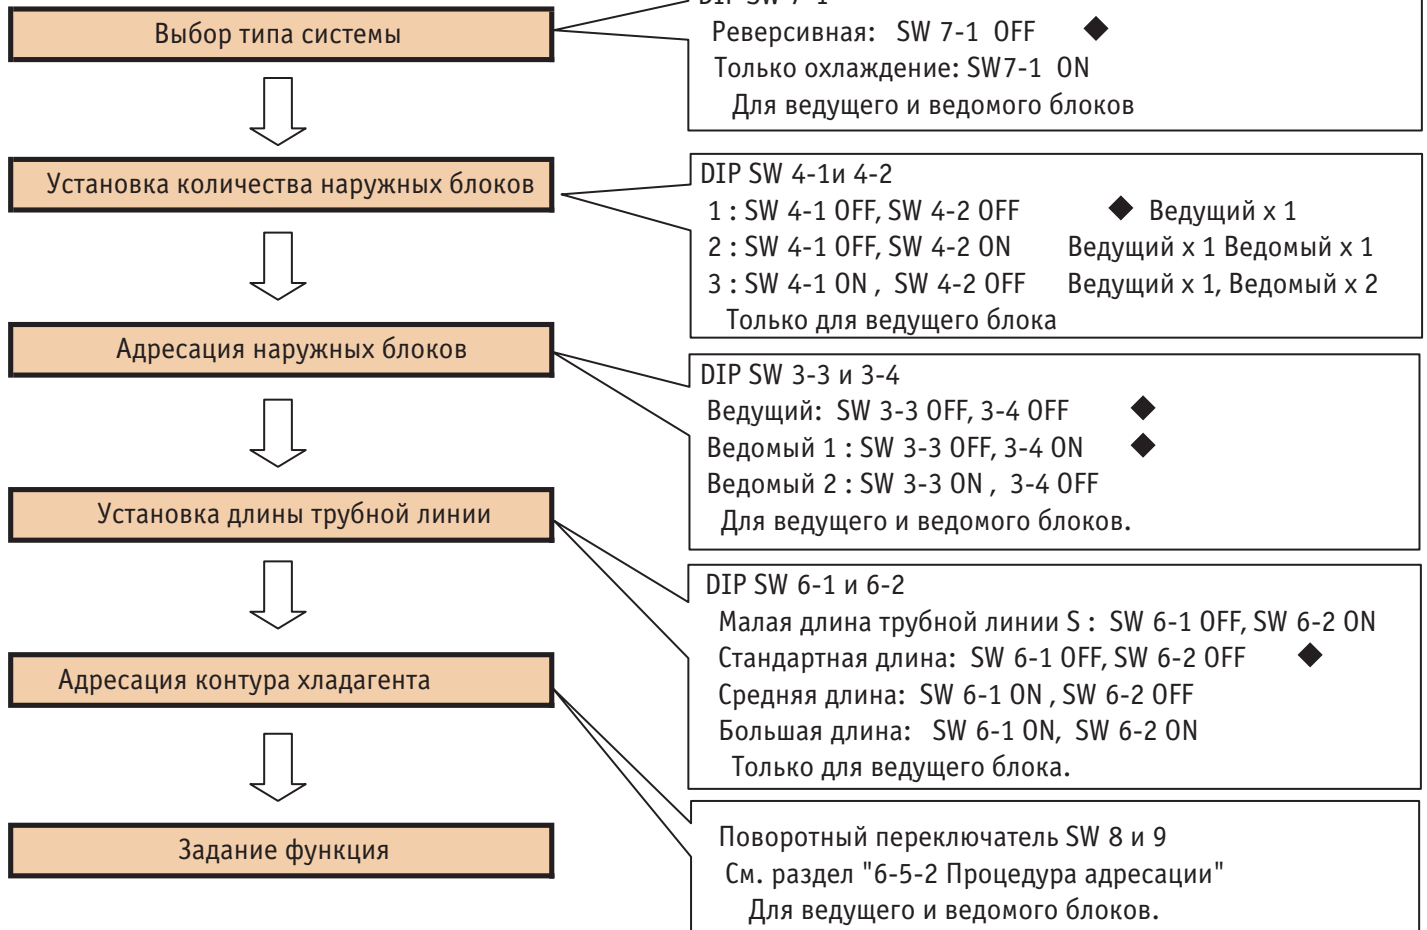 Выбор типа системы
Реверсивная: SW 7-1 OFF ◆
Только охлаждение: SW7-1 ON
Для ведущего и ведомого блоков
Установка количества наружных блоков
DIP SW 4-1и 4-2
1 : SW 4-1 OFF, SW 4-2 OFF ◆ Ведущий x 1
2 : SW 4-1 OFF, SW 4-2 ON Ведущий x 1 Ведомый x 1
3 : SW 4-1 ON , SW 4-2 OFF Ведущий x 1, Ведомый x 2
Только для ведущего блока
Адресация наружных блоков
DIP SW 3-3 и 3-4
Ведущий: SW 3-3 OFF, 3-4 OFF ◆
Ведомый 1 : SW 3-3 OFF, 3-4 ON ◆
Ведомый 2 : SW 3-3 ON , 3-4 OFF
Для ведущего и ведомого блоков.
Установка длины трубной линии
DIP SW 6-1 и 6-2
Малая длина трубной линии S : SW 6-1 OFF, SW 6-2 ON
Стандартная длина: SW 6-1 OFF, SW 6-2 OFF ◆
Средняя длина: SW 6-1 ON , SW 6-2 OFF
Большая длина: SW 6-1 ON, SW 6-2 ON
Только для ведущего блока.
Адресация контура хладагента
Поворотный переключатель SW 8 и 9
См. раздел "6-5-2 Процедура адресации"
Для ведущего и ведомого блоков.
Задание функция